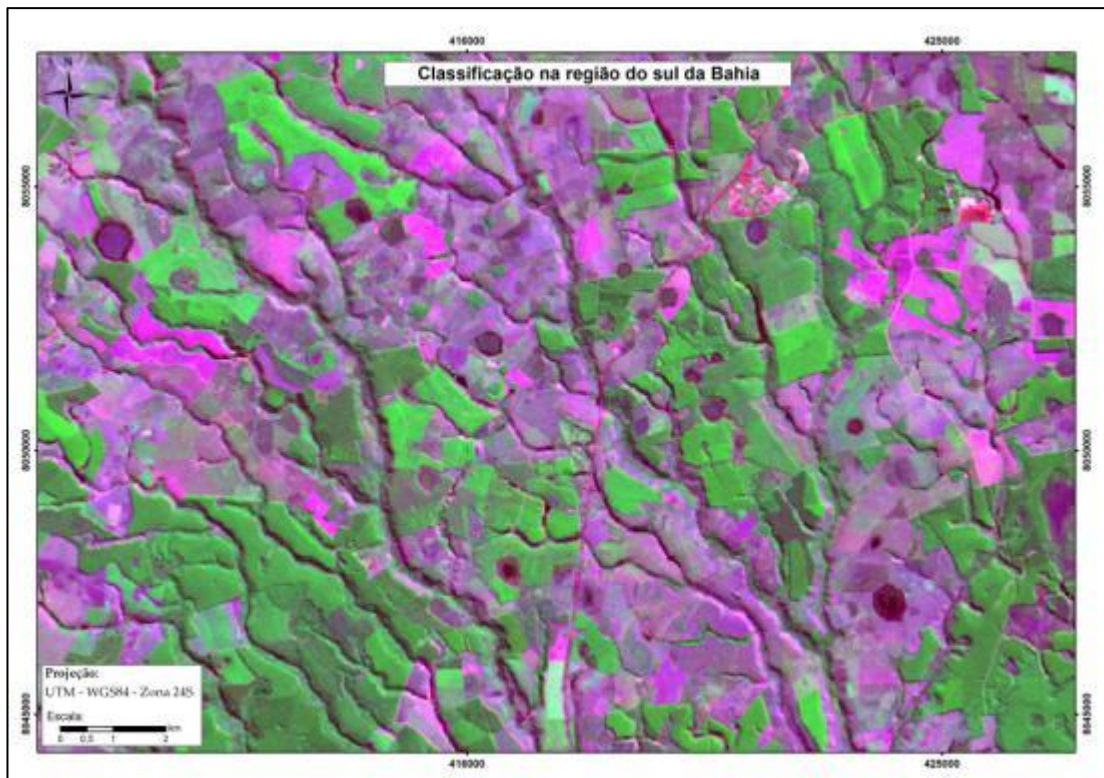 416000
425000
Classificação na região do sul da Bahia
N
8055000
8055000
8050000
8050000
Projeção:
UTM - WGS84 - Zona 24S
Escala:
km
0 0.5 1 2
8045000
8045000
416000
425000